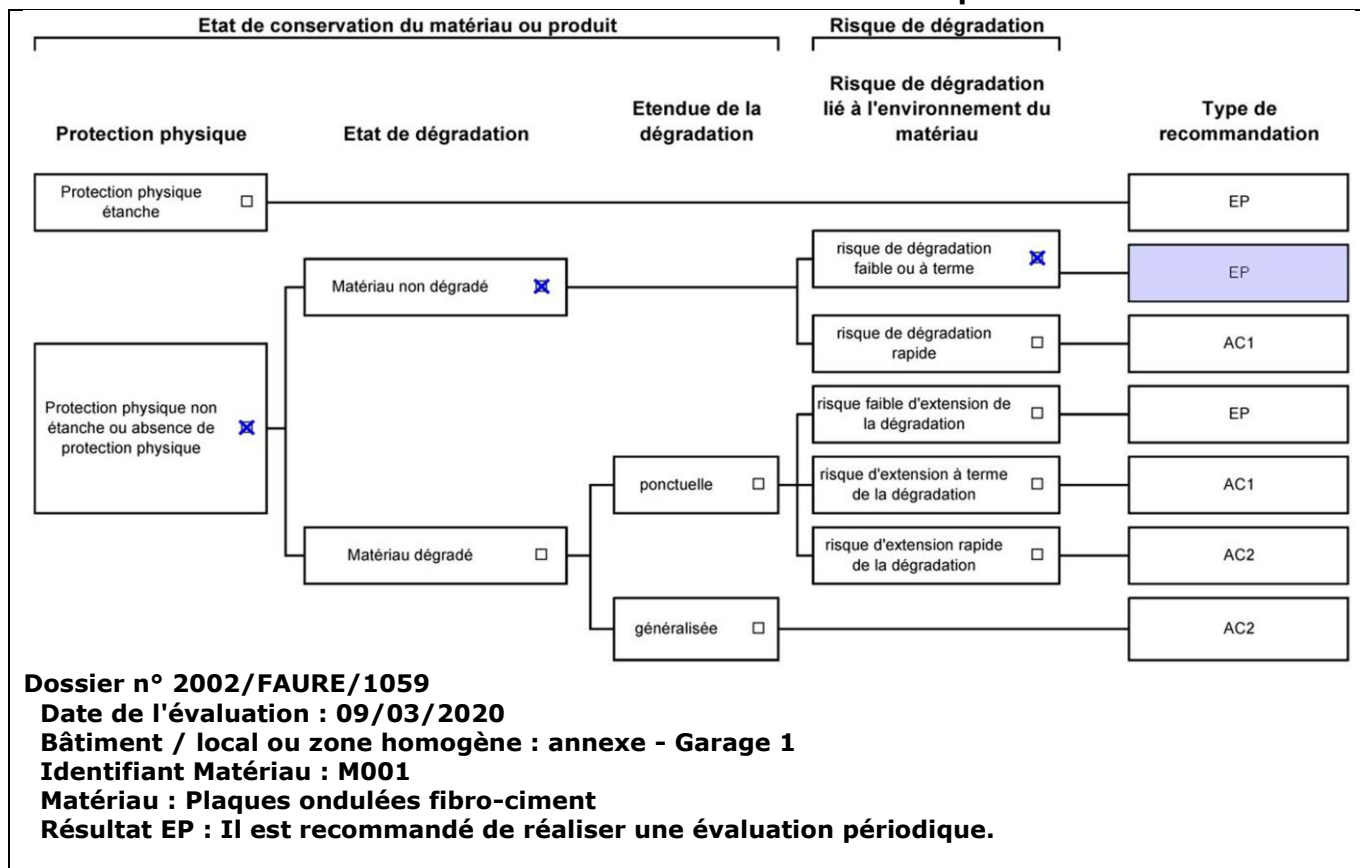 Etat de conservation du matériau ou produit
Risque de dégradation
Protection physique
Etat de dégradation
Etendue de la
dégradation
Risque de dégradation
lié à l'environnement du
matériau
Type de
recommandation
Protection physique
étanche
EP
risque de dégradation
faible ou à terme
EP
Matériau non dégradé
risque de dégradation
rapide
AC1
Protection physique non
étanche ou absence de
protection physique
risque faible d'extension de
la dégradation
EP
ponctuelle
risque d'extension à terme
de la dégradation
AC1
Matériau dégradé
risque d'extension rapide
de la dégradation
AC2
généralisée
AC2
Dossier n° 2002/FAURE/1059
Date de l'évaluation : 09/03/2020
Bâtiment / local ou zone homogène : annexe - Garage 1
Identifiant Matériau : M001
Matériau : Plaques ondulées fibro-ciment
Résultat EP : Il est recommandé de réaliser une évaluation périodique.